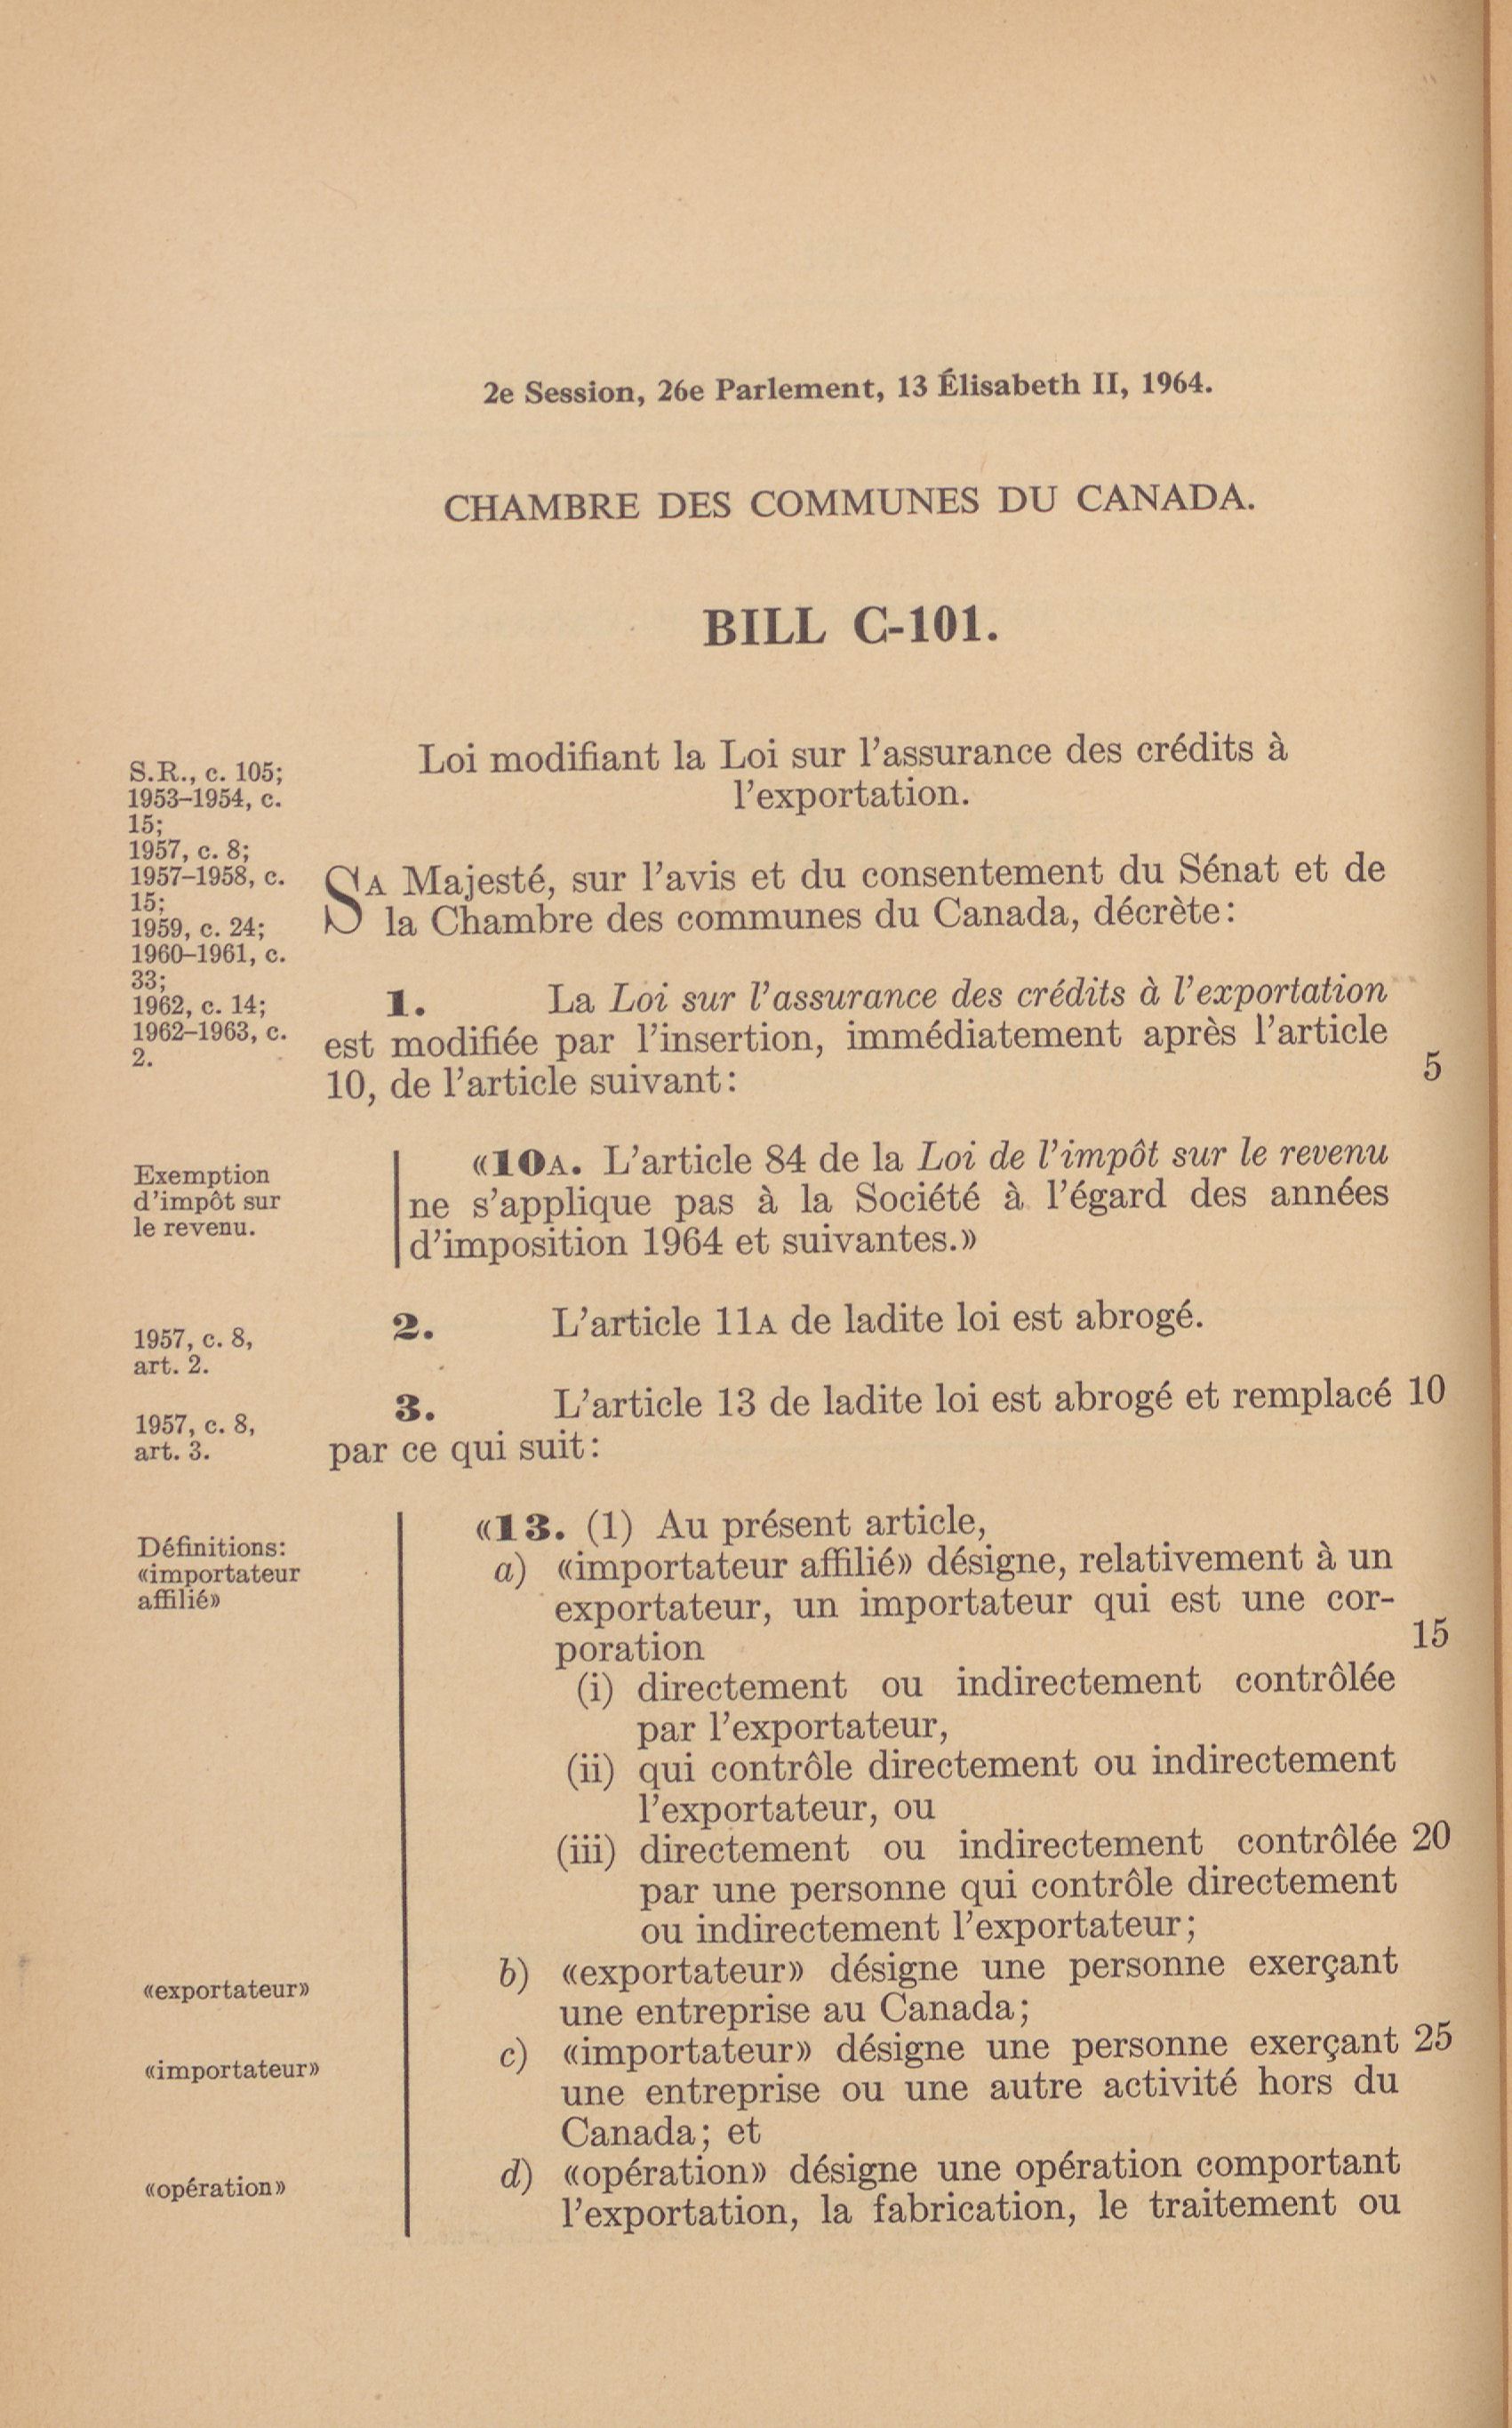 2e Session, 26e Parlement, 13 Élisabeth II, 1964.
CHAMBRE DES COMMUNES DU CANADA.
BILL C-101.
S.R., c. 105;
1953–1954, c.
15;
1957, c. 8;
1957–1958, c.
15;
1959, c. 24;
1960–1961, c.
33;
1962, c. 14;
1962–1963, c.
2.
Loi modifiant la Loi sur l'assurance des crédits à
l'exportation.
SA Majesté, sur l'avis et du consentement du Sénat et de
la Chambre des communes du Canada, décrète:
1. La Loi sur l'assurance des crédits à l'exportation
est modifiée par l'insertion, immédiatement après l'article
10, de l'article suivant: 5
Exemption
d'impôt sur
le revenu.
«10A. L'article 84 de la Loi de l'impôt sur le revenu
ne s'applique pas à la Société à l'égard des années
d'imposition 1964 et suivantes.»
1957, c. 8,
art. 2.
2. L'article 11A de ladite loi est abrogé.
1957, c. 8,
art. 3.
3. L'article 13 de ladite loi est abrogé et remplacé 10
par ce qui suit:
Définitions:
«importateur
affilié»
«13. (1) Au présent article,
a) «importateur affilié» désigne, relativement à un
exportateur, un importateur qui est une cor-
poration 15
(i) directement ou indirectement contrôlée
par l'exportateur,
(ii) qui contrôle directement ou indirectement
l'exportateur, ou
(iii) directement ou indirectement contrôlée 20
par une personne qui contrôle directement
ou indirectement l'exportateur;
«exportateur»
b) «exportateur» désigne une personne exerçant
une entreprise au Canada;
«importateur»
c) «importateur» désigne une personne exerçant 25
une entreprise ou une autre activité hors du
Canada; et
«opération»
d) «opération» désigne une opération comportant
l'exportation, la fabrication, le traitement ou